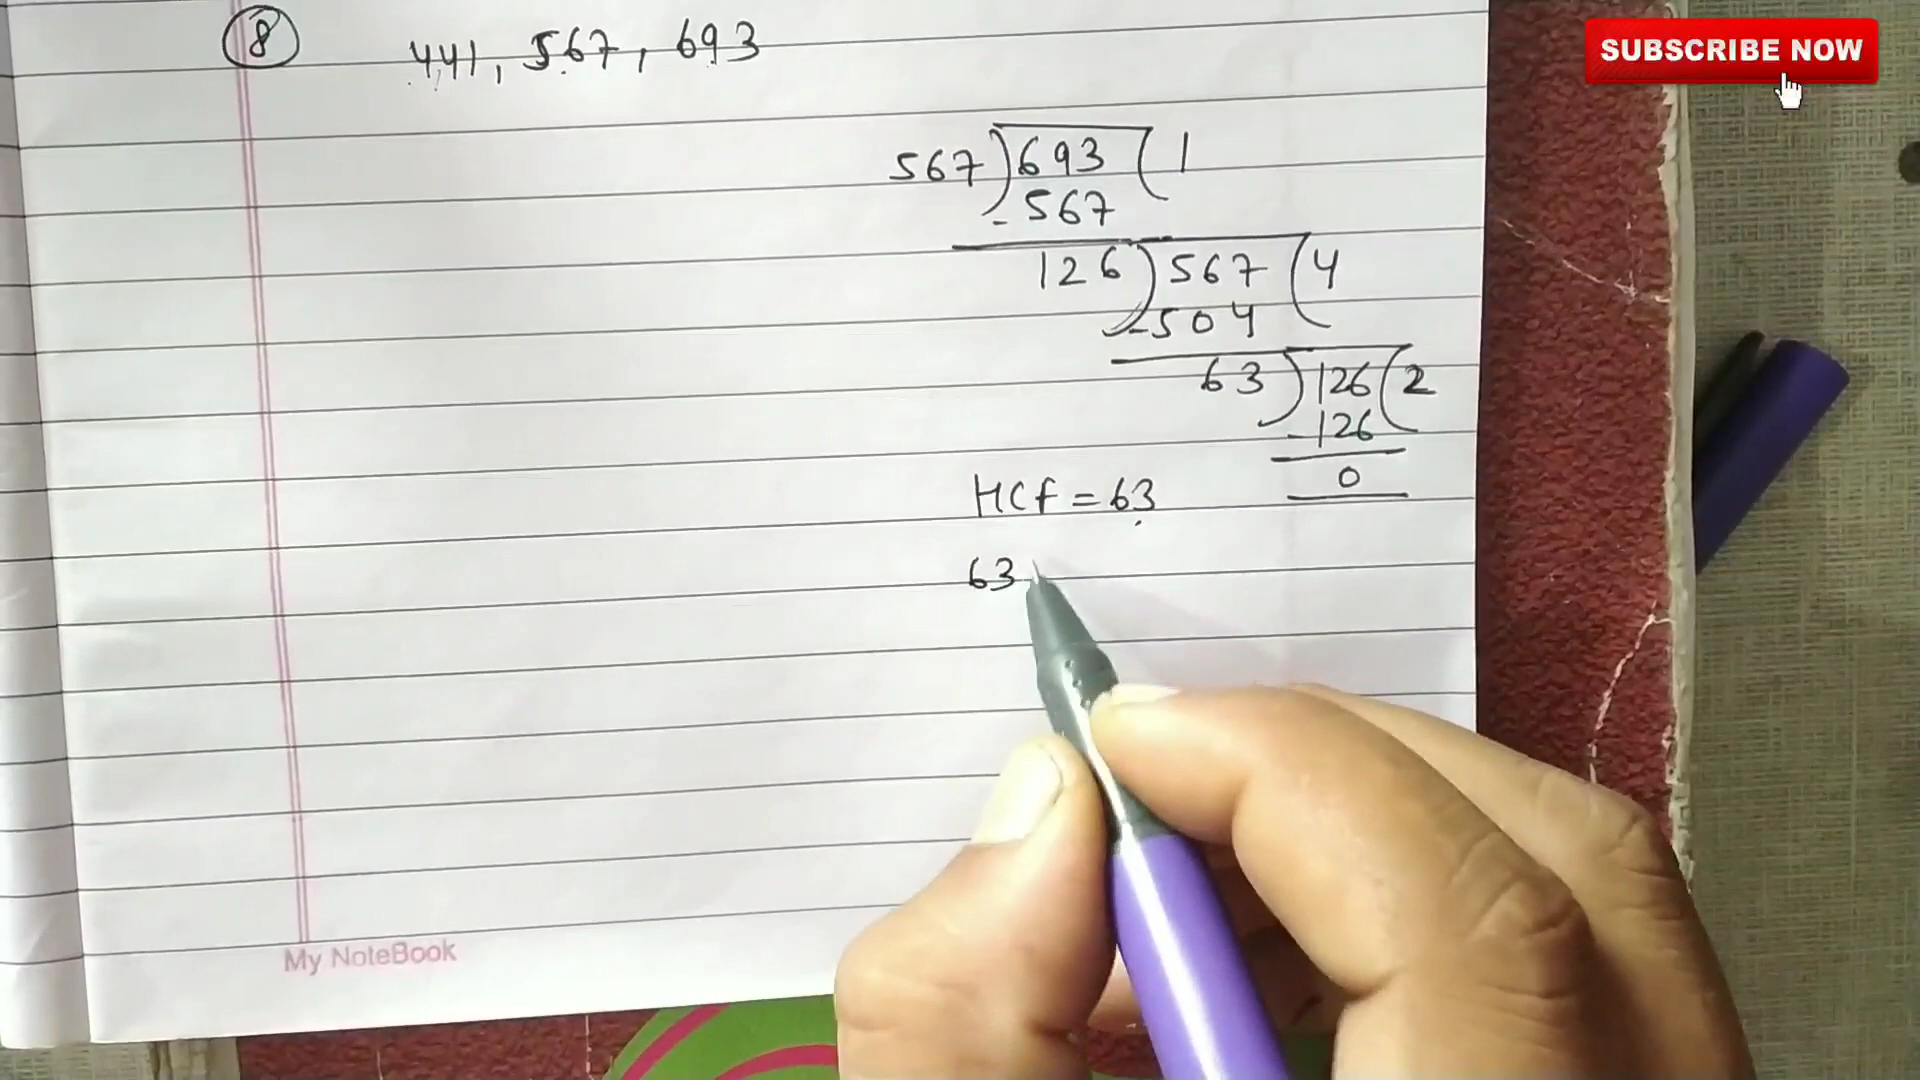 SUBSCRIBE NOW
8 441, 567, 693
567)693(1
-567
126)567(4
-504
63)126(2
-126
0
HCF = 63
63
My NoteBook